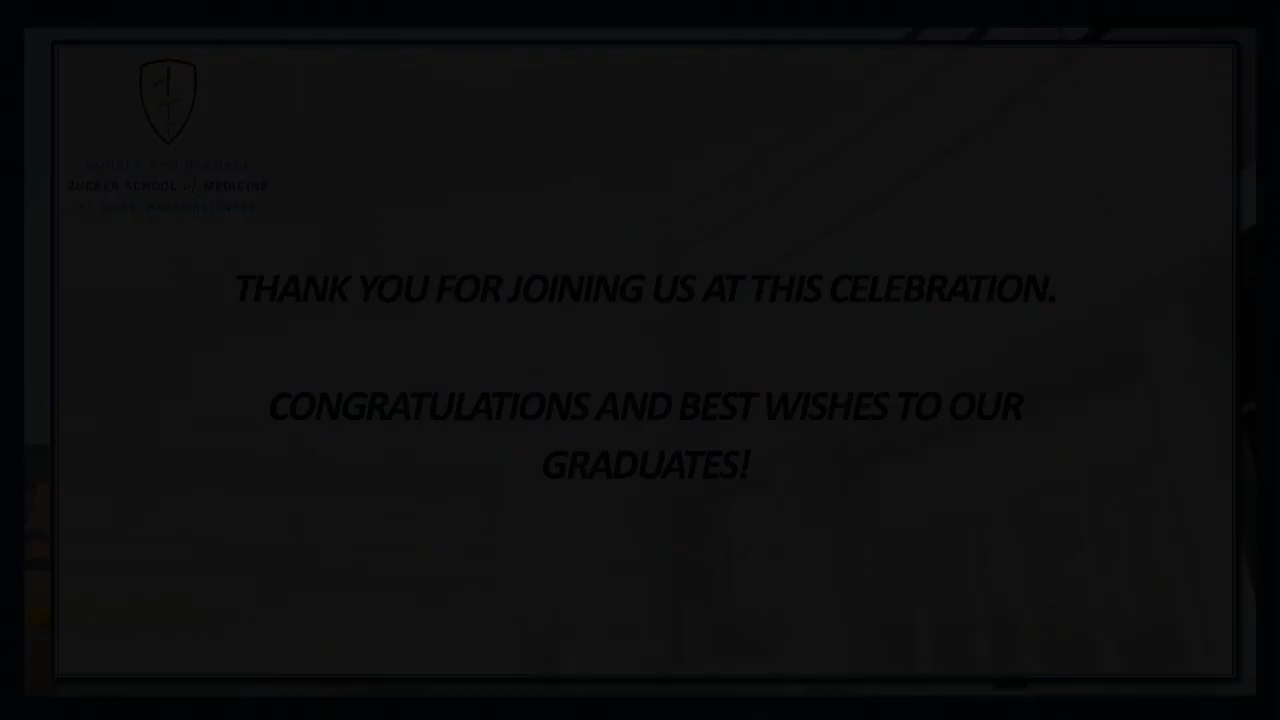 ZUCKER SCHOOL of MEDICINE
THANK YOU FOR JOINING US AT THIS CELEBRATION.
CONGRATULATIONS AND BEST WISHES TO OUR
GRADUATES!